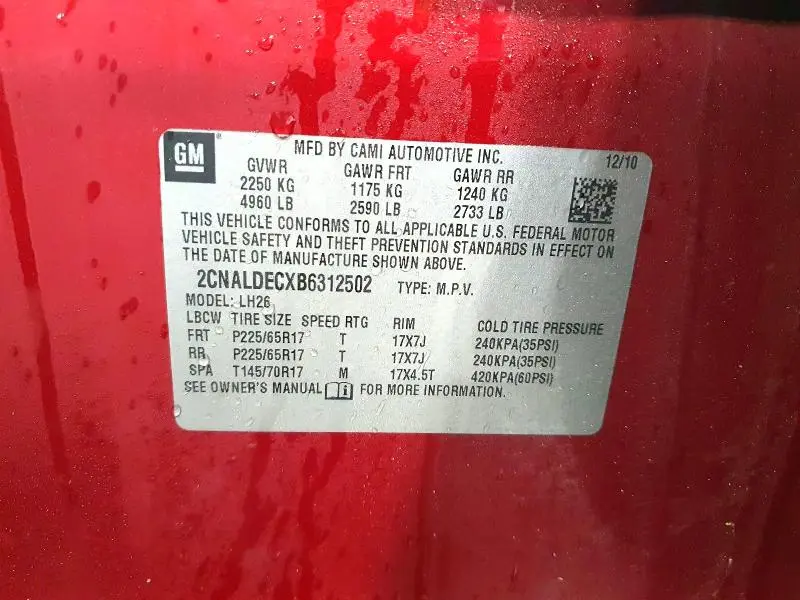 GM
MFD BY CAMI AUTOMOTIVE INC. 12/10
GVWR GAWR FRT GAWR RR
2250 KG 1175 KG 1240 KG
4960 LB 2590 LB 2733 LB
THIS VEHICLE CONFORMS TO ALL APPLICABLE U.S. FEDERAL MOTOR
VEHICLE SAFETY AND THEFT PREVENTION STANDARDS IN EFFECT ON
THE DATE OF MANUFACTURE SHOWN ABOVE.
2CNALDECXB6312502 TYPE: M.P.V.
MODEL: LH26
LBCW TIRE SIZE SPEED RTG RIM COLD TIRE PRESSURE
FRT P225/65R17 T 17X7J 240KPA(35PSI)
RR P225/65R17 T 17X7J 240KPA(35PSI)
SPA T145/70R17 M 17X4.5T 420KPA(60PSI)
SEE OWNER'S MANUAL FOR MORE INFORMATION.